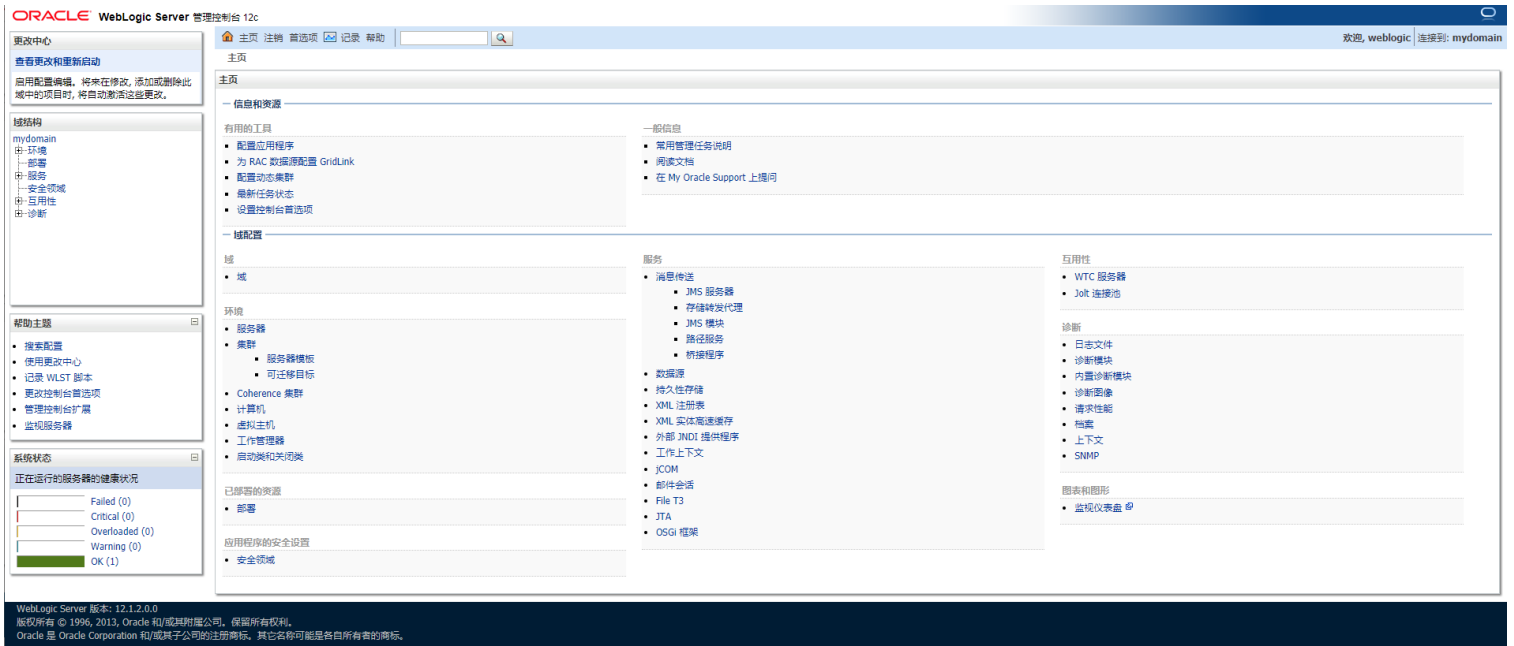 ORACLE WebLogic Server 管理控制台 12c
更改中心
查看更改和重新启动
启用配置编辑。将来在修改, 添加或删除此
域中的项目时, 将自动激活这些更改。
域结构
mydomain
环境
部署
服务
安全领域
互用性
诊断
帮助主题
搜索配置
使用更改中心
记录 WLST 脚本
更改控制台首选项
管理控制台扩展
监视服务器
系统状态
正在运行的服务器的健康状况
Failed (0)
Critical (0)
Overloaded (0)
Warning (0)
OK (1)
主页 注销 首选项 记录 帮助
欢迎, weblogic 连接到: mydomain
主页
主页
信息和资源
有用的工具
配置应用程序
为 RAC 数据源配置 GridLink
配置动态集群
最新任务状态
设置控制台首选项
一般信息
常用管理任务说明
阅读文档
在 My Oracle Support 上提问
域配置
域
域
环境
服务器
集群
服务器模板
可迁移目标
Coherence 集群
计算机
虚拟主机
工作管理器
启动类和关闭类
已部署的资源
部署
应用程序的安全设置
安全领域
服务
消息传送
JMS 服务器
存储转发代理
JMS 模块
路径服务
桥接程序
数据源
持久性存储
XML 注册表
XML 实体高速缓存
外部 JNDI 提供程序
工作上下文
jCOM
邮件会话
File T3
JTA
OSGi 框架
互用性
WTC 服务器
Jolt 连接池
诊断
日志文件
诊断模块
内置诊断模块
诊断图像
请求性能
档案
上下文
SNMP
图表和图形
监视仪表盘
WebLogic Server 版本: 12.1.2.0.0
版权所有 © 1996, 2013, Oracle 和/或其附属公司。保留所有权利。
Oracle 是 Oracle Corporation 和/或其子公司的注册商标。其它名称可能是各自所有者的商标。